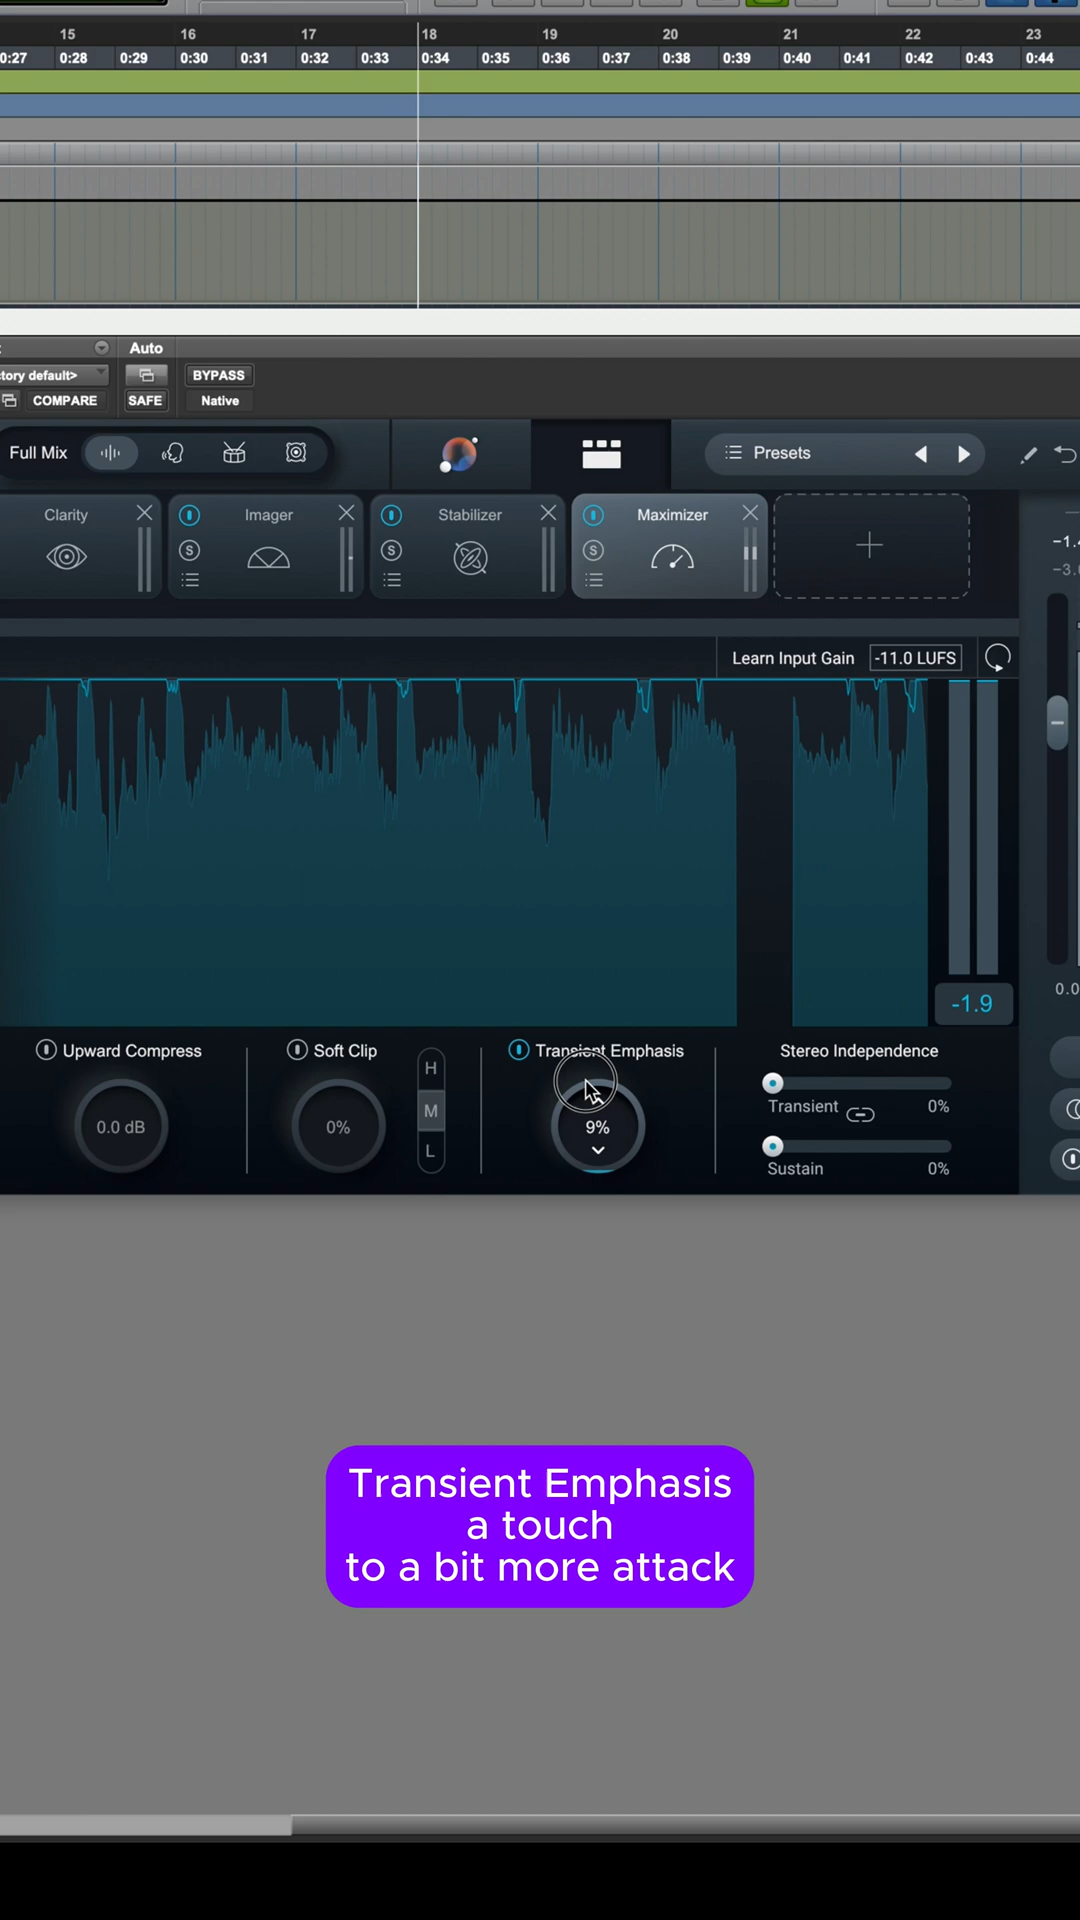 15 16 17 18 19 20 21 22 23
0:27 0:28 0:29 0:30 0:31 0:32 0:33 0:34 0:35 0:36 0:37 0:38 0:39 0:40 0:41 0:42 0:43 0:44
Auto
tory default> BYPASS
COMPARE SAFE Native
Full Mix Presets
Clarity Imager Stabilizer Maximizer
S S S
Learn Input Gain -11.0 LUFS
-1.9
0.0
Upward Compress Soft Clip Transient Emphasis Stereo Independence
H
M
L
0.0 dB 0% 9%
Transient 0%
Sustain 0%
Transient Emphasis
a touch
to a bit more attack